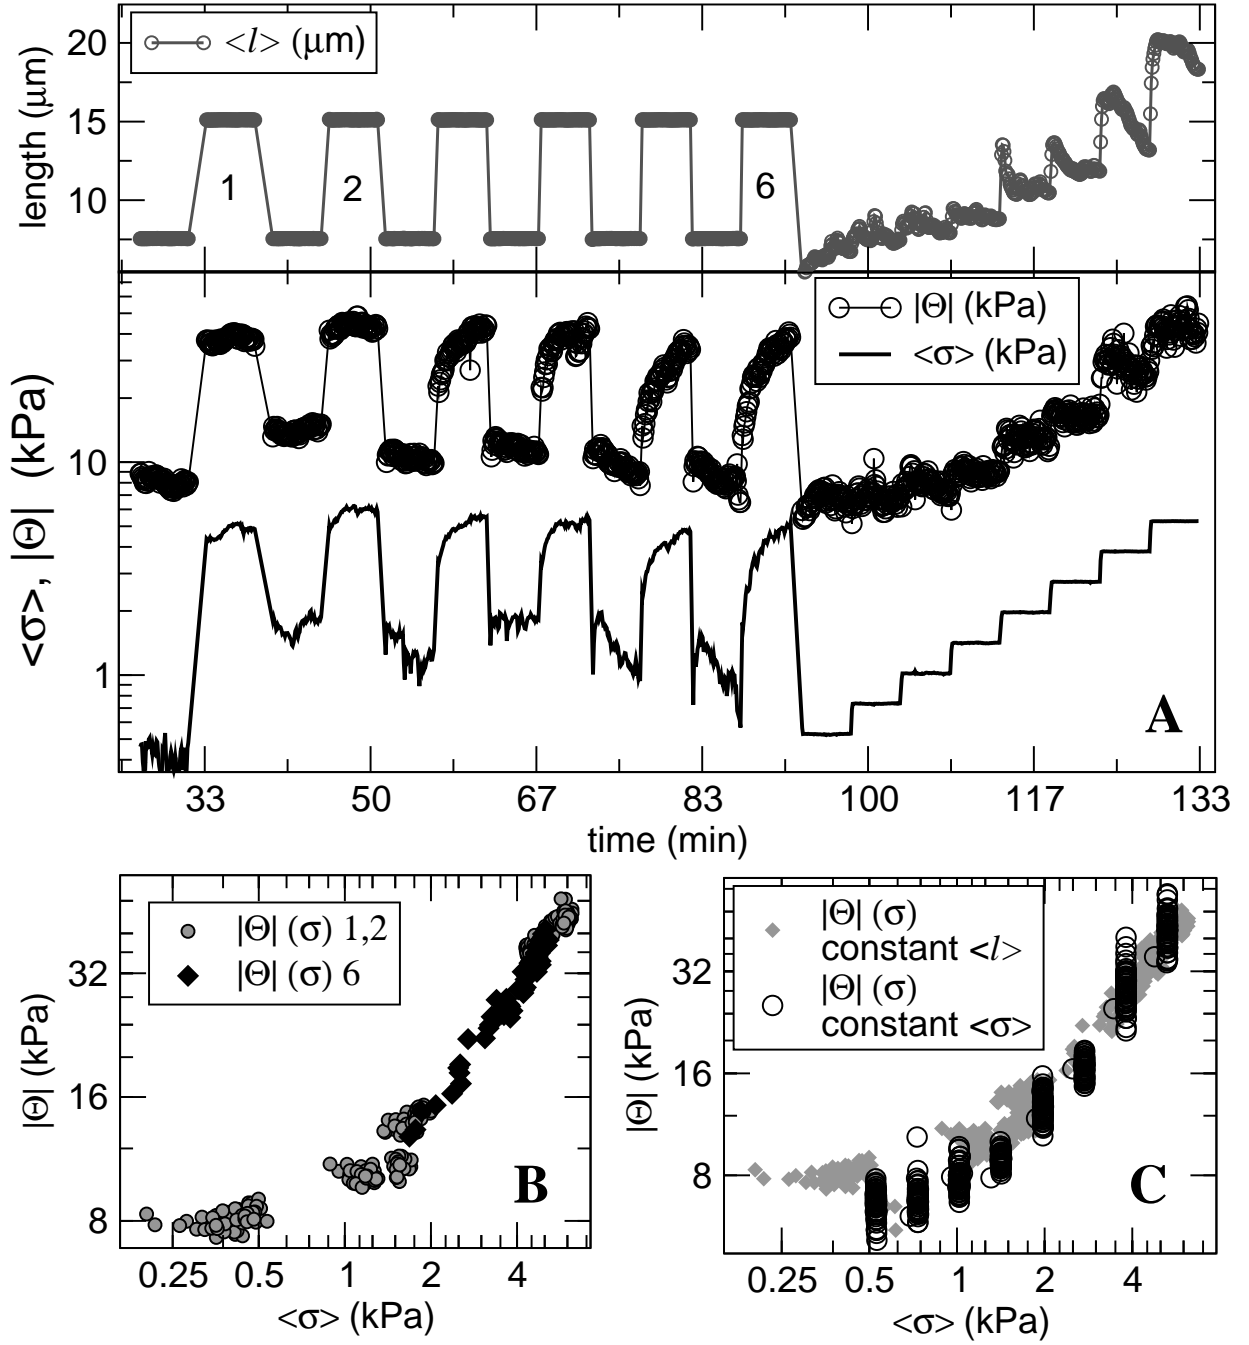 <l> (μm)
20
15
10
length (μm)
1
2
6
|Θ| (kPa)
<σ> (kPa)
10
1
<σ>, |Θ| (kPa)
A
33 50 67 83 100 117 133
time (min)
|Θ| (σ) 1,2
|Θ| (σ) 6
32
16
8
|Θ| (kPa)
B
0.25 0.5 1 2 4
<σ> (kPa)
|Θ| (σ)
constant <l>
|Θ| (σ)
constant <σ>
32
16
8
|Θ| (kPa)
C
0.25 0.5 1 2 4
<σ> (kPa)